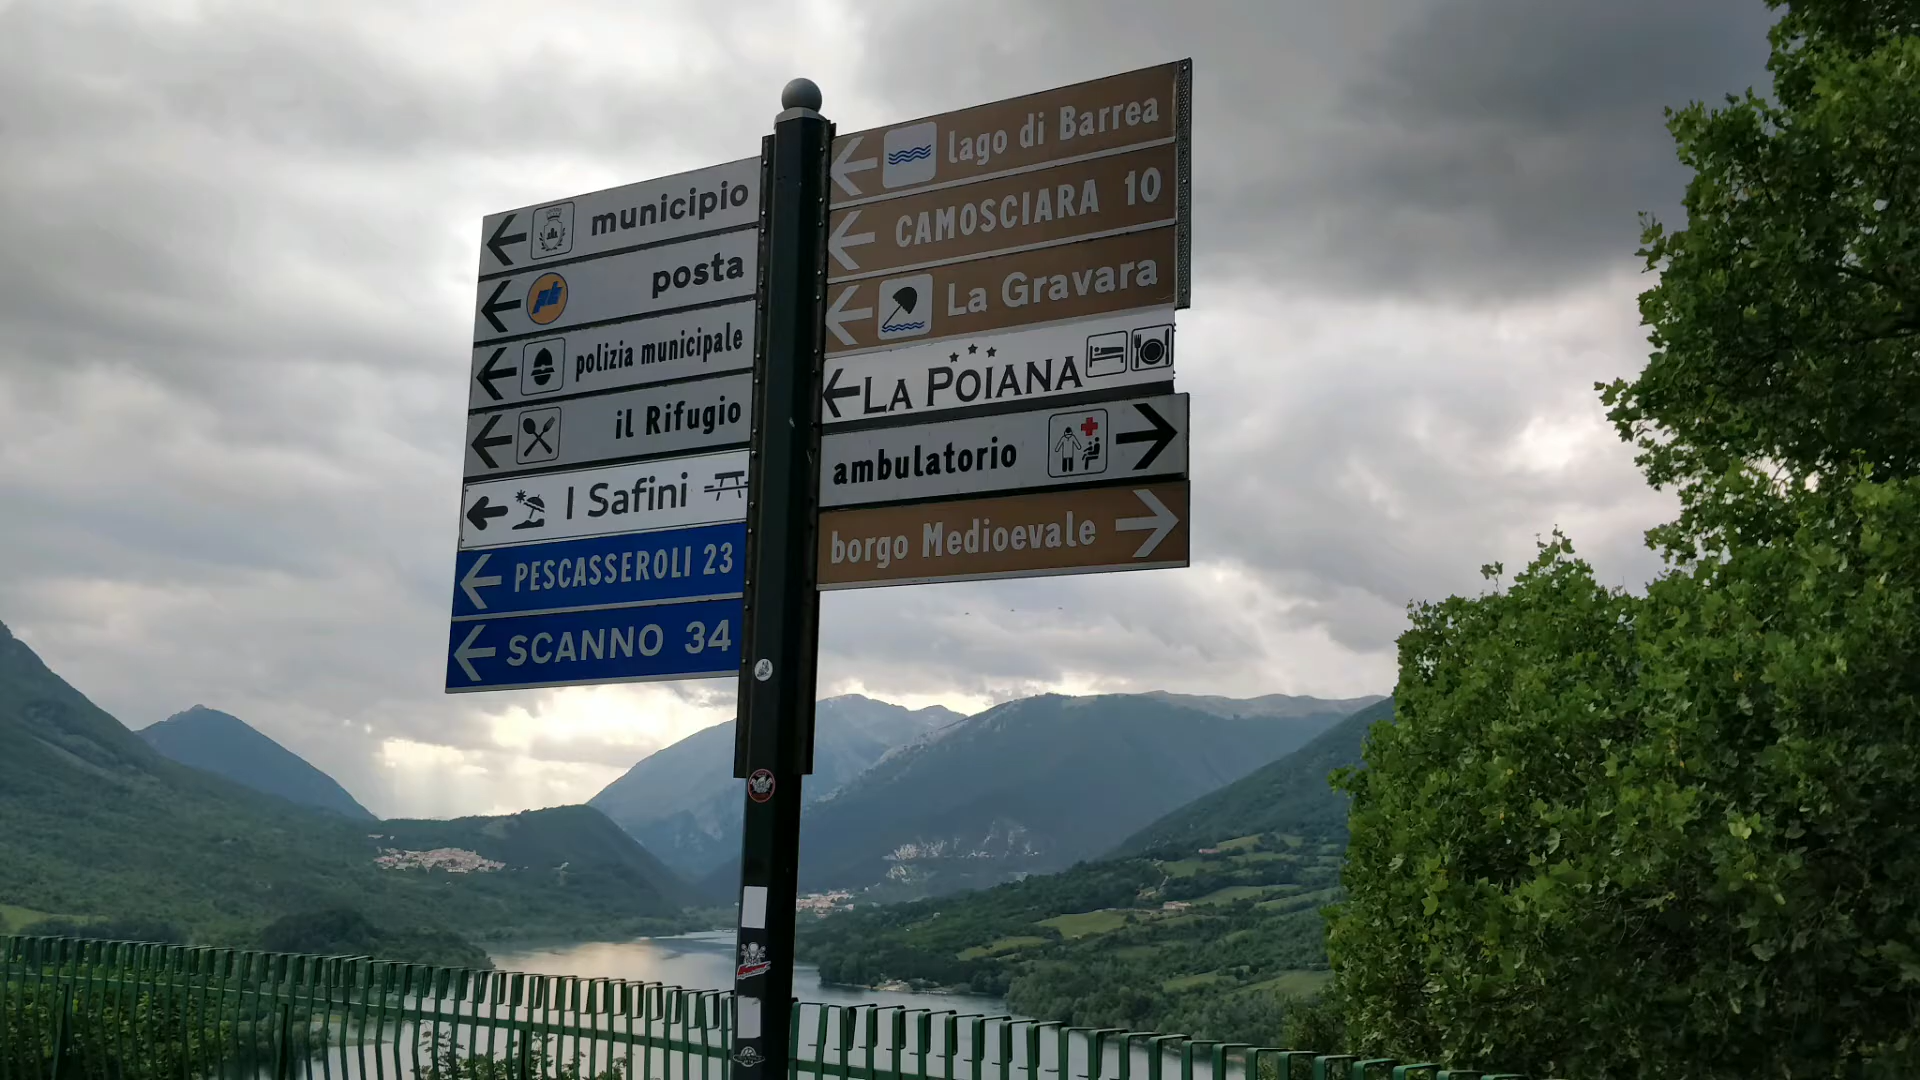 municipio
posta
polizia municipale
il Rifugio
I Safini
PESCASSEROLI 23
SCANNO 34
lago di Barrea
CAMOSCIARA 10
La Gravara
LA POIANA
ambulatorio
borgo Medioevale